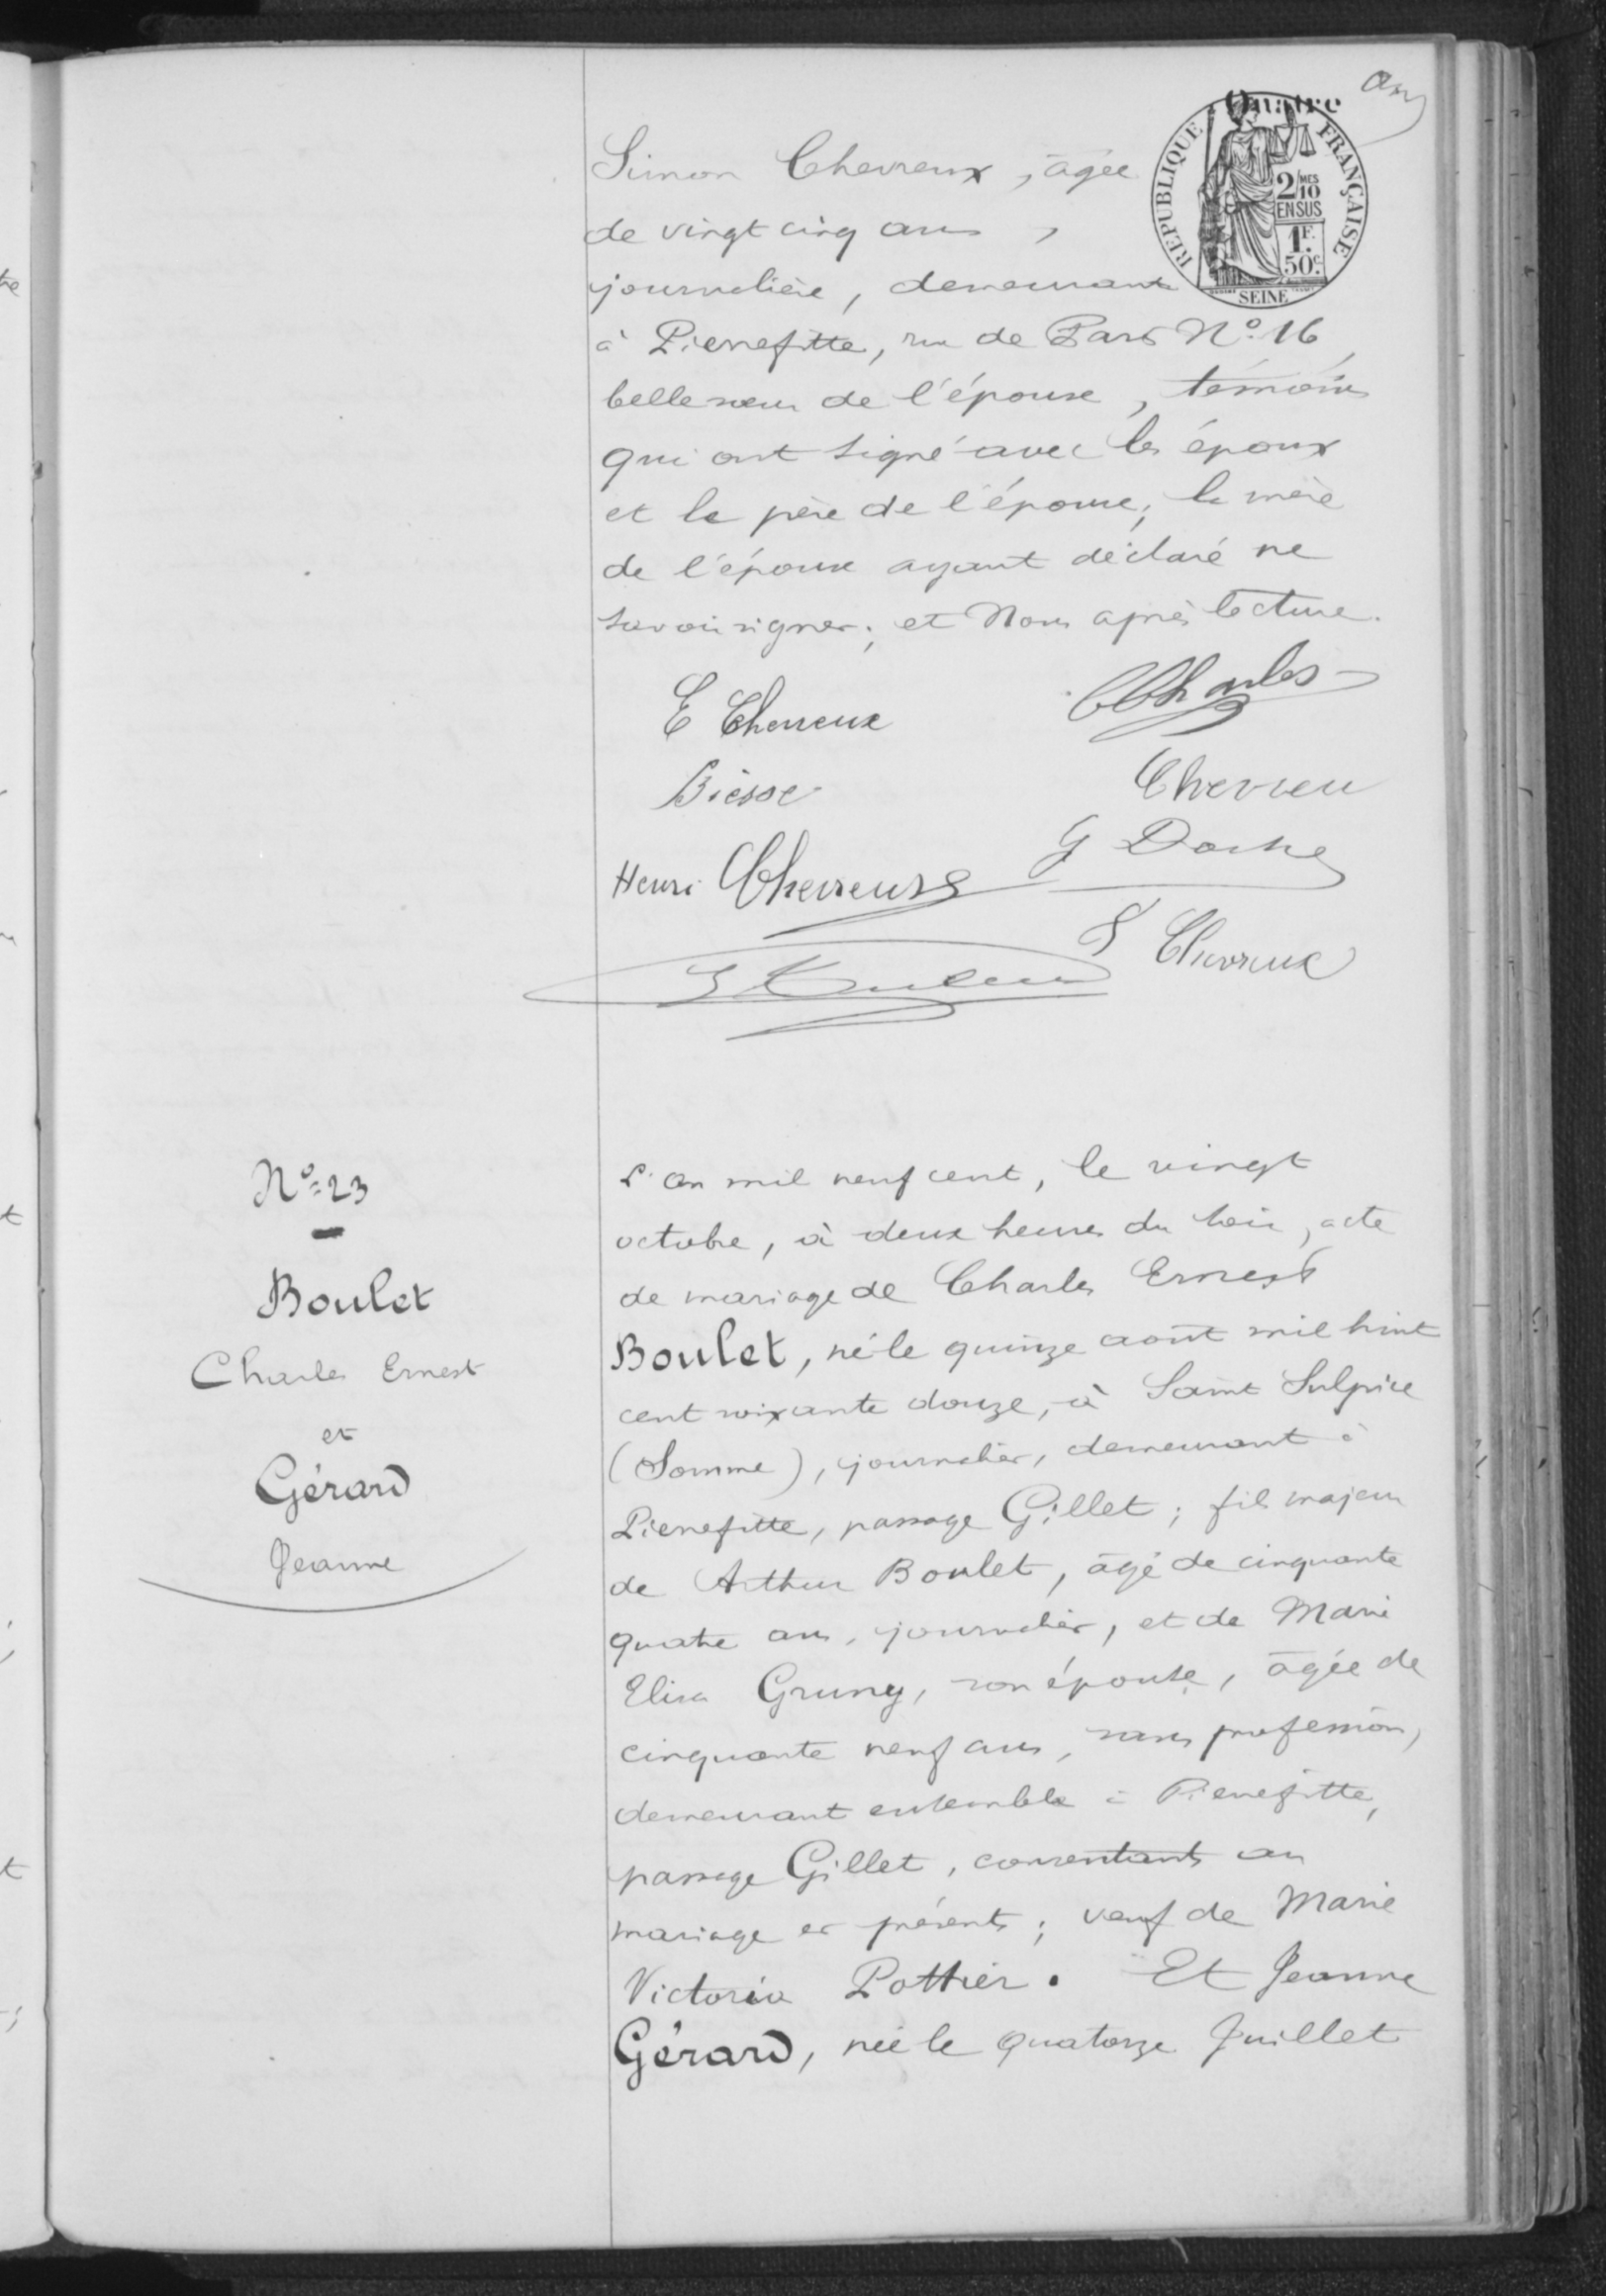 Quatre
RÉPUBLIQUE FRANÇAISE
2/10 MES
EN SUS
1F.
50c.
SEINE
Simon Chevreux, âgée
de vingt cinq ans,
journalière, demeurant
à Pierrefitte, rue de Paris No. 16,
belle sœur de l'épouse, témoins
qui ont signé avec les époux
et le père de l'épouse, la mère
de l'épouse ayant déclaré ne
savoir signer; et Nous après lecture.
E Chevreux
Charles
Biesse
Chevreu
G Doche
Henri Chevreux
S Chevreux
No. 23
Boulet
Charles Ernest
et
Gérard
Jeanne
L'an mil neuf cent, le vingt
octobre, à deux heures du soir, acte
de mariage de Charles Ernest
Boulet, né le quinze août mil huit
cent soixante douze, à Saint Sulpice
(Somme), journalier, demeurant à
Pierrefitte, passage Gillet; fils majeur
de Arthur Boulet, âgé de cinquante
quatre ans, journalier, et de Marie
Elisa Gruny, son épouse, âgée de
cinquante neuf ans, sans profession,
demeurant ensemble à Pierrefitte,
passage Gillet, consentants au
mariage et présents; veuf de Marie
Victoria Pottier. Et Jeanne
Gérard, née le quatorze Juillet